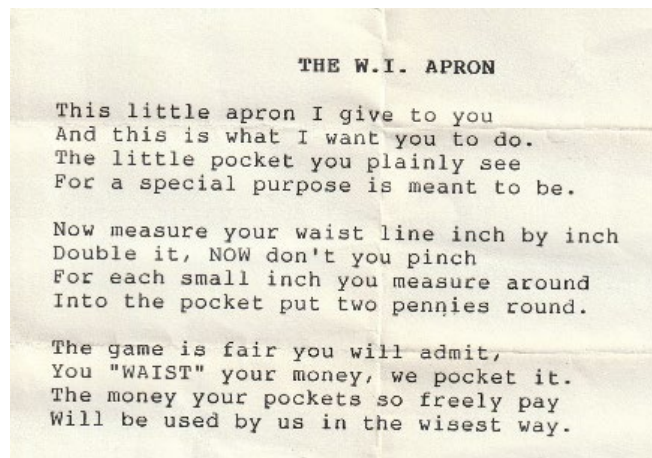 THE W.I. APRON
This little apron I give to you
And this is what I want you to do.
The little pocket you plainly see
For a special purpose is meant to be.
Now measure your waist line inch by inch
Double it, NOW don't you pinch
For each small inch you measure around
Into the pocket put two pennies round.
The game is fair you will admit,
You "WAIST" your money, we pocket it.
The money your pockets so freely pay
Will be used by us in the wisest way.